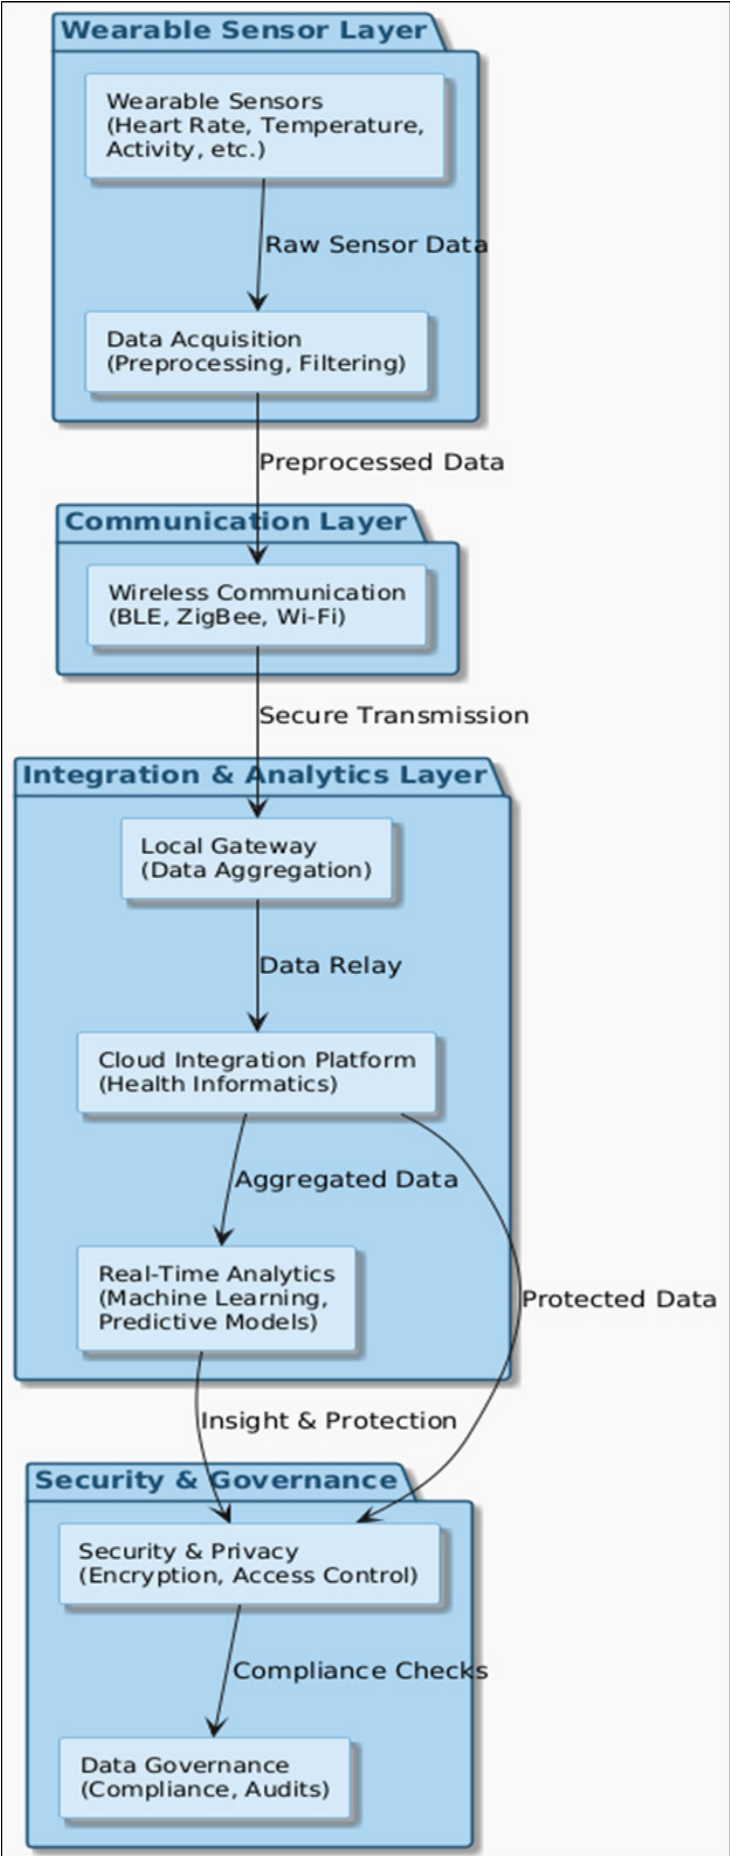 Wearable Sensor Layer
Wearable Sensors
(Heart Rate, Temperature,
Activity, etc.)
Raw Sensor Data
Data Acquisition
(Preprocessing, Filtering)
Preprocessed Data
Communication Layer
Wireless Communication
(BLE, ZigBee, Wi-Fi)
Secure Transmission
Integration & Analytics Layer
Local Gateway
(Data Aggregation)
Data Relay
Cloud Integration Platform
(Health Informatics)
Aggregated Data
Real-Time Analytics
(Machine Learning,
Predictive Models)
Protected Data
Insight & Protection
Security & Governance
Security & Privacy
(Encryption, Access Control)
Compliance Checks
Data Governance
(Compliance, Audits)